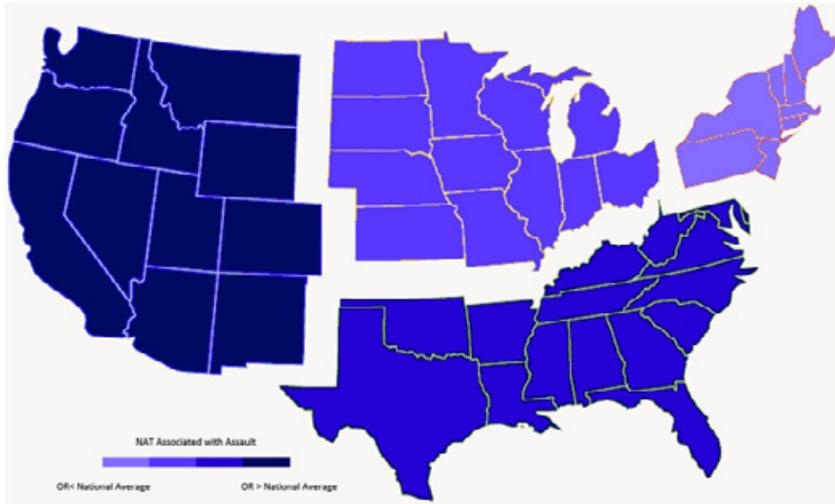 NAT Associated with Assault
OR< National Average OR > National Average